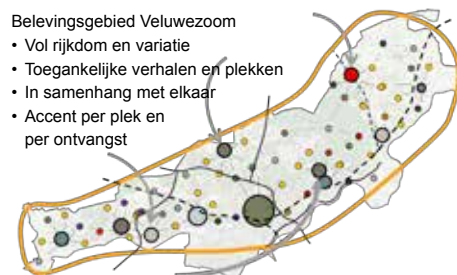 Belevingsgebied Veluwezoom
• Vol rijkdom en variatie
• Toegankelijke verhalen en plekken
• In samenhang met elkaar
• Accent per plek en
per ontvangst